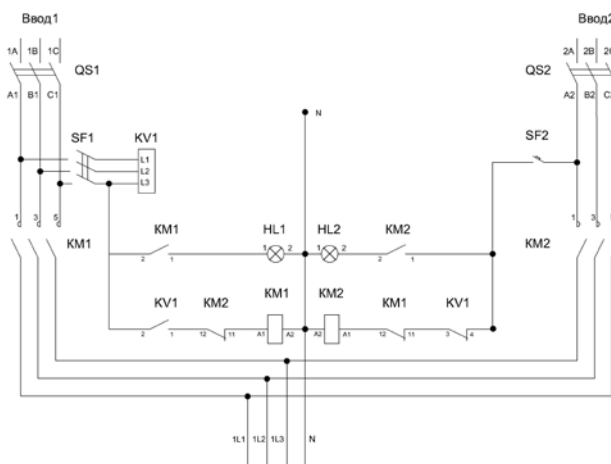 Ввод1
Ввод2
1A 1B 1C
2A 2B
QS1
QS2
A1 B1 C1
A2 B2
N
SF1 KV1
SF2
L1
L2
L3
1 3 5
1 3
KM1 HL1 HL2 KM2
KM1
KM2
2 1 1 2 1 2 2 1
KV1 KM2 KM1 KM2 KM1 KV1
2 1 12 11 A1 A2 A2 A1 12 11 3 4
1L1 1L2 1L3 N